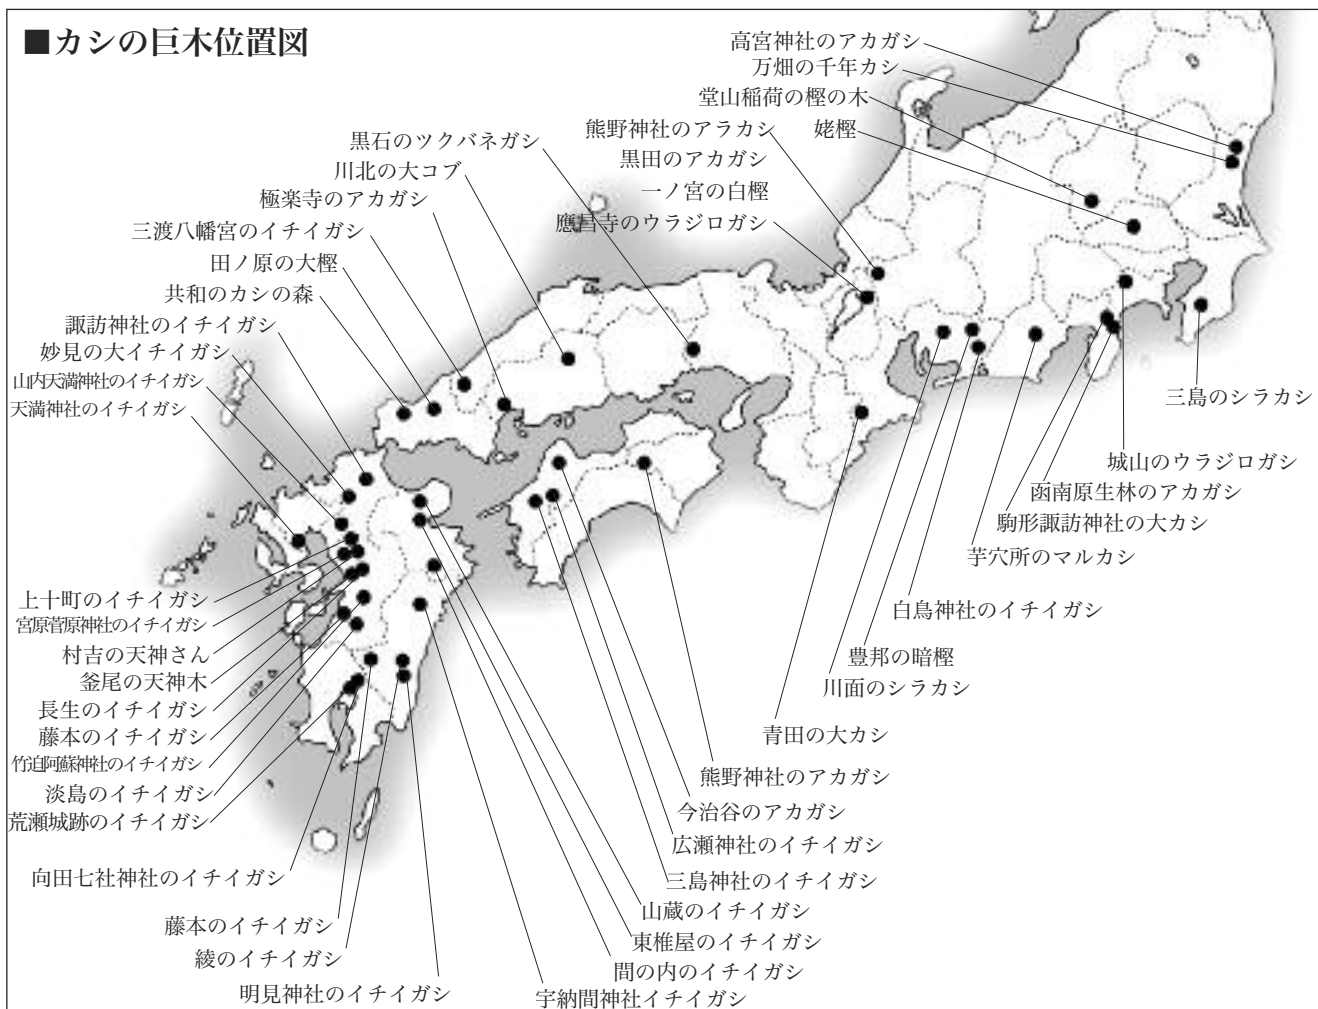 ■カシの巨木位置図
高宮神社のアカガシ
万畑の千年カシ
堂山稲荷の樫の木
姥樫
熊野神社のアラカシ
黒田のアカガシ
一ノ宮の白樫
應昌寺のウラジロガシ
黒石のツクバネガシ
川北の大コブ
極楽寺のアカガシ
三渡八幡宮のイチイガシ
田ノ原の大樫
共和のカシの森
諏訪神社のイチイガシ
妙見の大イチイガシ
山内天満神社のイチイガシ
天満神社のイチイガシ
上十町のイチイガシ
宮原菅原神社のイチイガシ
村吉の天神さん
釜尾の天神木
長生のイチイガシ
藤本のイチイガシ
竹迫阿蘇神社のイチイガシ
淡島のイチイガシ
荒瀬城跡のイチイガシ
向田七社神社のイチイガシ
藤本のイチイガシ
綾のイチイガシ
明見神社のイチイガシ
宇納間神社イチイガシ
間の内のイチイガシ
東椎屋のイチイガシ
山蔵のイチイガシ
三島神社のイチイガシ
広瀬神社のイチイガシ
今治谷のアカガシ
熊野神社のアカガシ
青田の大カシ
川面のシラカシ
豊邦の暗樫
白鳥神社のイチイガシ
芋穴所のマルカシ
駒形諏訪神社の大カシ
函南原生林のアカガシ
城山のウラジロガシ
三島のシラカシ